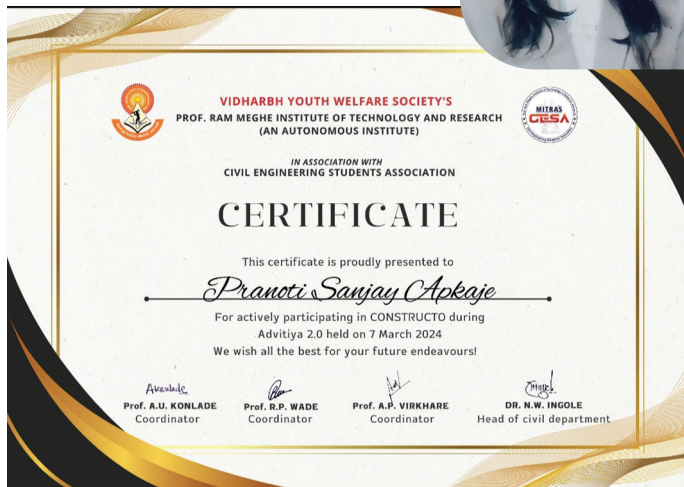 VIDHARBH YOUTH WELFARE SOCIETY'S
PROF. RAM MEGHE INSTITUTE OF TECHNOLOGY AND RESEARCH
(AN AUTONOMOUS INSTITUTE)
MITRA'S
CESA
IN ASSOCIATION WITH
CIVIL ENGINEERING STUDENTS ASSOCIATION
CERTIFICATE
This certificate is proudly presented to
Pranoti Sanjay Apkaje
For actively participating in CONSTRUCTO during
Advitiya 2.0 held on 7 March 2024
We wish all the best for your future endeavours!
Prof. A.U. KONLADE
Coordinator
Prof. R.P. WADE
Coordinator
Prof. A.P. VIRKHARE
Coordinator
DR. N.W. INGOLE
Head of civil department